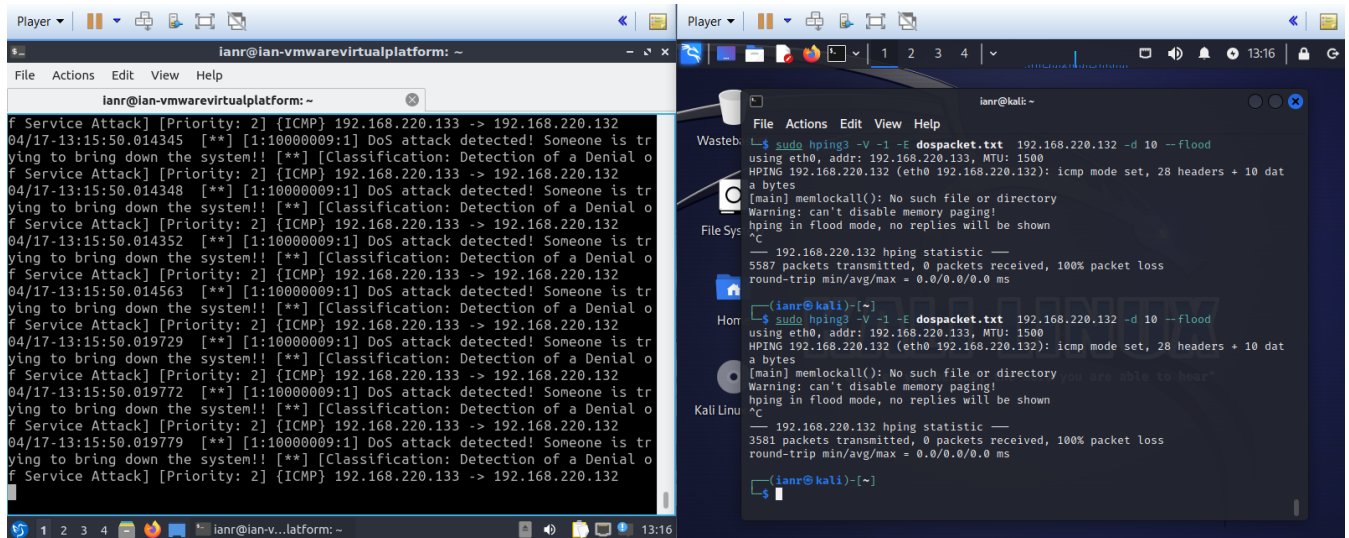 Player
ianr@ian-vmwarevirtualplatform: ~
File Actions Edit View Help
ianr@ian-vmwarevirtualplatform: ~
f Service Attack] [Priority: 2] {ICMP} 192.168.220.133 -> 192.168.220.132
04/17-13:15:50.014345 [**] [1:10000009:1] DoS attack detected! Someone is tr
ying to bring down the system!! [**] [Classification: Detection of a Denial o
f Service Attack] [Priority: 2] {ICMP} 192.168.220.133 -> 192.168.220.132
04/17-13:15:50.014348 [**] [1:10000009:1] DoS attack detected! Someone is tr
ying to bring down the system!! [**] [Classification: Detection of a Denial o
f Service Attack] [Priority: 2] {ICMP} 192.168.220.133 -> 192.168.220.132
04/17-13:15:50.014352 [**] [1:10000009:1] DoS attack detected! Someone is tr
ying to bring down the system!! [**] [Classification: Detection of a Denial o
f Service Attack] [Priority: 2] {ICMP} 192.168.220.133 -> 192.168.220.132
04/17-13:15:50.014563 [**] [1:10000009:1] DoS attack detected! Someone is tr
ying to bring down the system!! [**] [Classification: Detection of a Denial o
f Service Attack] [Priority: 2] {ICMP} 192.168.220.133 -> 192.168.220.132
04/17-13:15:50.019729 [**] [1:10000009:1] DoS attack detected! Someone is tr
ying to bring down the system!! [**] [Classification: Detection of a Denial o
f Service Attack] [Priority: 2] {ICMP} 192.168.220.133 -> 192.168.220.132
04/17-13:15:50.019772 [**] [1:10000009:1] DoS attack detected! Someone is tr
ying to bring down the system!! [**] [Classification: Detection of a Denial o
f Service Attack] [Priority: 2] {ICMP} 192.168.220.133 -> 192.168.220.132
04/17-13:15:50.019779 [**] [1:10000009:1] DoS attack detected! Someone is tr
ying to bring down the system!! [**] [Classification: Detection of a Denial o
f Service Attack] [Priority: 2] {ICMP} 192.168.220.133 -> 192.168.220.132
1 2 3 4 ianr@ian-v...latform: ~ 13:16
Player
1 2 3 4 13:16
Wasteba
File Sys
Hom
Kali Linu
ianr@kali: ~
File Actions Edit View Help
└─$ sudo hping3 -V -1 -E dospacket.txt 192.168.220.132 -d 10 --flood
using eth0, addr: 192.168.220.133, MTU: 1500
HPING 192.168.220.132 (eth0 192.168.220.132): icmp mode set, 28 headers + 10 dat
a bytes
[main] memlockall(): No such file or directory
Warning: can't disable memory paging!
hping in flood mode, no replies will be shown
^C
--- 192.168.220.132 hping statistic ---
5587 packets transmitted, 0 packets received, 100% packet loss
round-trip min/avg/max = 0.0/0.0/0.0 ms
┌──(ianr㉿kali)-[~]
└─$ sudo hping3 -V -1 -E dospacket.txt 192.168.220.132 -d 10 --flood
using eth0, addr: 192.168.220.133, MTU: 1500
HPING 192.168.220.132 (eth0 192.168.220.132): icmp mode set, 28 headers + 10 dat
a bytes
[main] memlockall(): No such file or directory
Warning: can't disable memory paging!
hping in flood mode, no replies will be shown
^C
--- 192.168.220.132 hping statistic ---
3581 packets transmitted, 0 packets received, 100% packet loss
round-trip min/avg/max = 0.0/0.0/0.0 ms
┌──(ianr㉿kali)-[~]
└─$
you are able to hear"